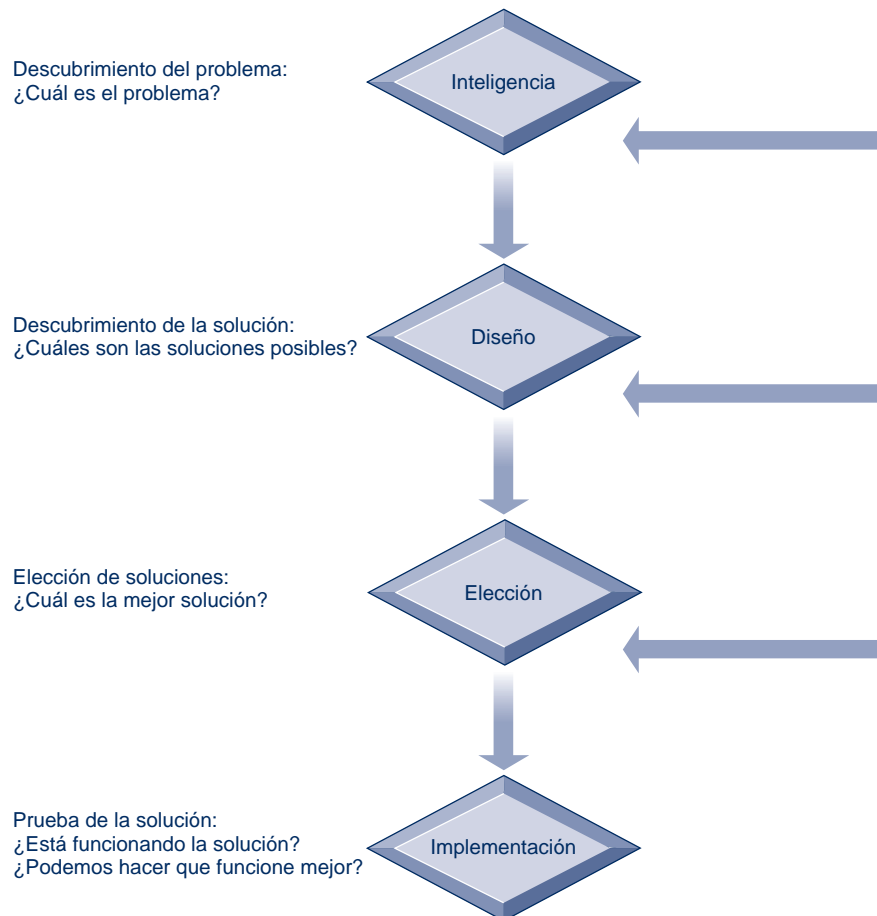 Descubrimiento del problema:
¿Cuál es el problema?
Inteligencia
Descubrimiento de la solución:
¿Cuáles son las soluciones posibles?
Diseño
Elección de soluciones:
¿Cuál es la mejor solución?
Elección
Prueba de la solución:
¿Está funcionando la solución?
¿Podemos hacer que funcione mejor?
Implementación